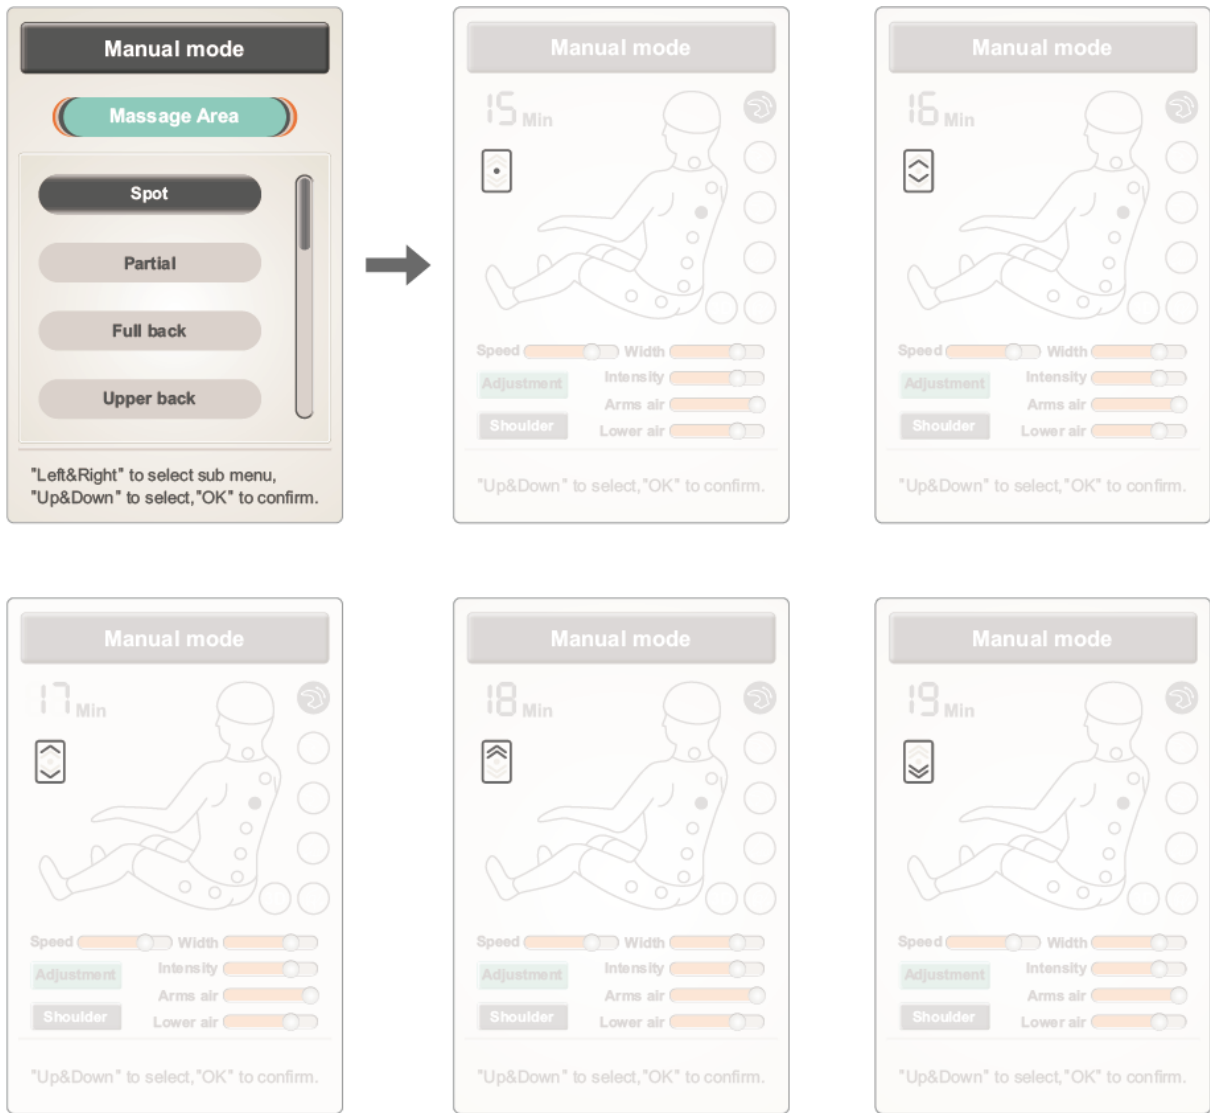 Manual mode
Massage Area
Spot
Partial
Full back
Upper back
"Left&Right" to select sub menu,
"Up&Down" to select,"OK" to confirm.
Manual mode
15 Min
Speed Width
Adjustment Intensity
Arms air
Shoulder Lower air
"Up&Down" to select,"OK" to confirm.
Manual mode
16 Min
Speed Width
Adjustment Intensity
Arms air
Shoulder Lower air
"Up&Down" to select,"OK" to confirm.
Manual mode
17 Min
Speed Width
Adjustment Intensity
Arms air
Shoulder Lower air
"Up&Down" to select,"OK" to confirm.
Manual mode
18 Min
Speed Width
Adjustment Intensity
Arms air
Shoulder Lower air
"Up&Down" to select,"OK" to confirm.
Manual mode
19 Min
Speed Width
Adjustment Intensity
Arms air
Shoulder Lower air
"Up&Down" to select,"OK" to confirm.